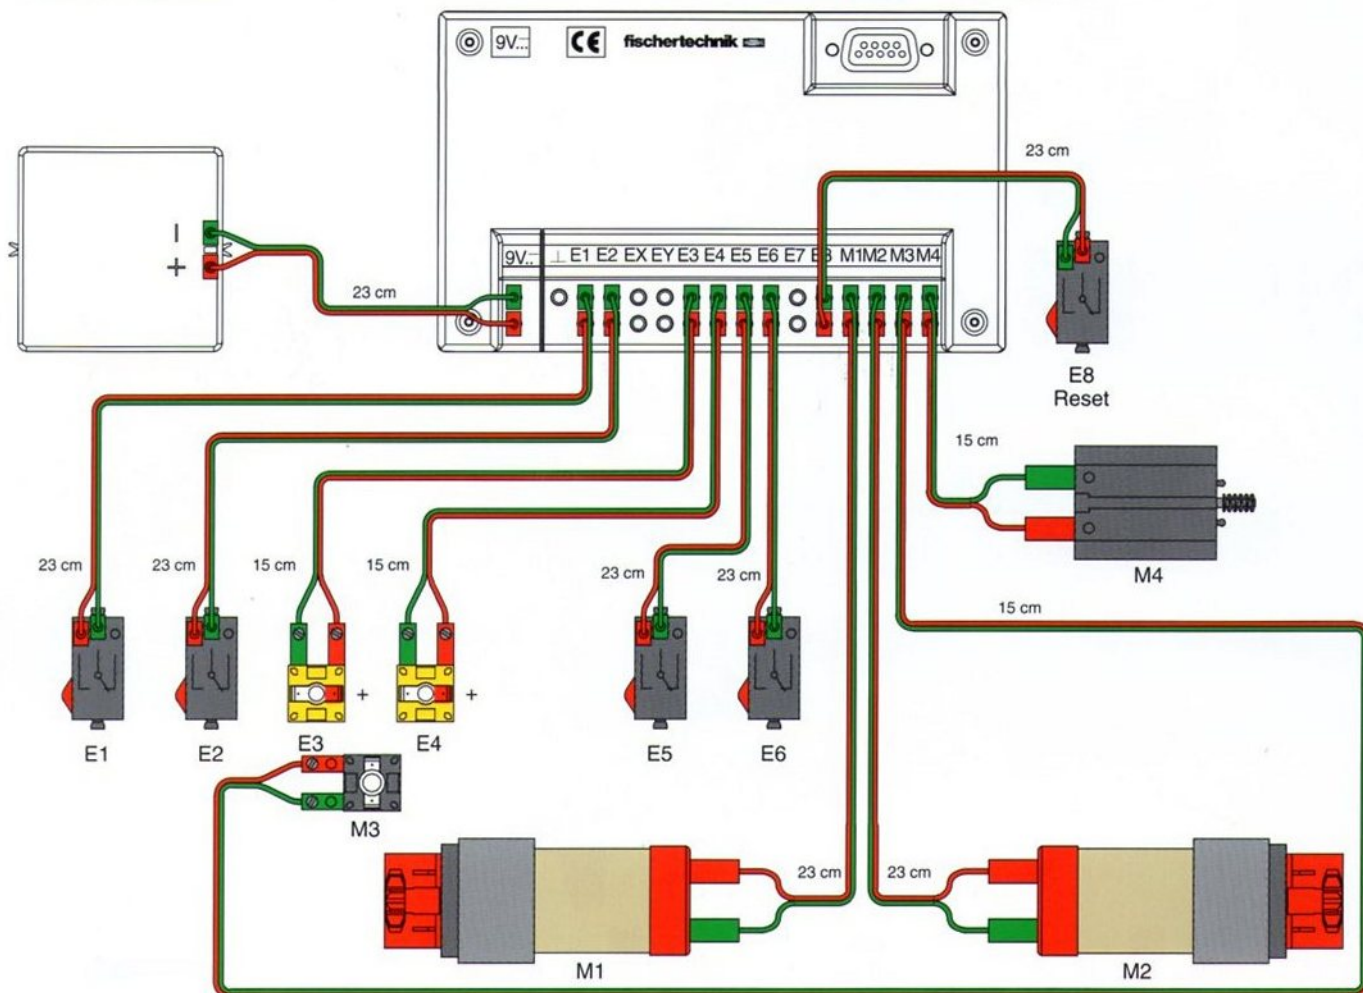 9V
CE
fischertechnik
23 cm
−
+
9V ⊥ E1 E2 EX EY E3 E4 E5 E6 E7 E8 M1 M2 M3 M4
23 cm
E8
Reset
15 cm
23 cm
23 cm
15 cm
15 cm
23 cm
23 cm
M4
15 cm
+
+
E1
E2
E3
E4
E5
E6
M3
23 cm
23 cm
M1
M2